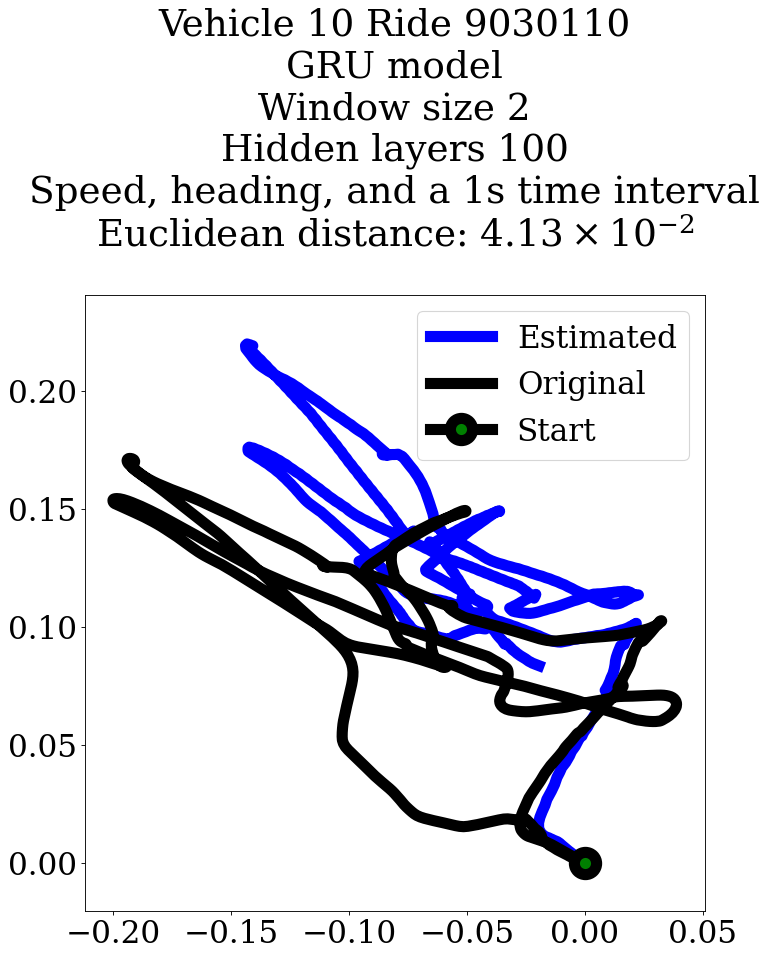 Vehicle 10 Ride 9030110
GRU model
Window size 2
Hidden layers 100
Speed, heading, and a 1s time interval
Euclidean distance: 4.13 × 10⁻²
Estimated
Original
Start
0.20
0.15
0.10
0.05
0.00
−0.20 −0.15 −0.10 −0.05 0.00 0.05